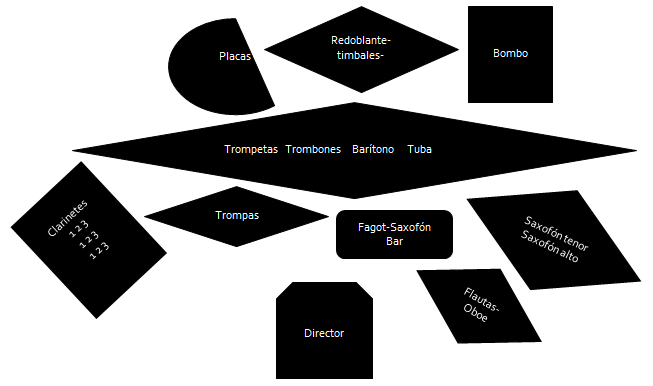 Placas
Redoblante-
timbales-
Bombo
Trompetas Trombones Barítono Tuba
Clarinetes
1 2 3
1 2 3
1 2 3
Trompas
Fagot-Saxofón
Bar
Saxofón tenor
Saxofón alto
Flautas-
Oboe
Director